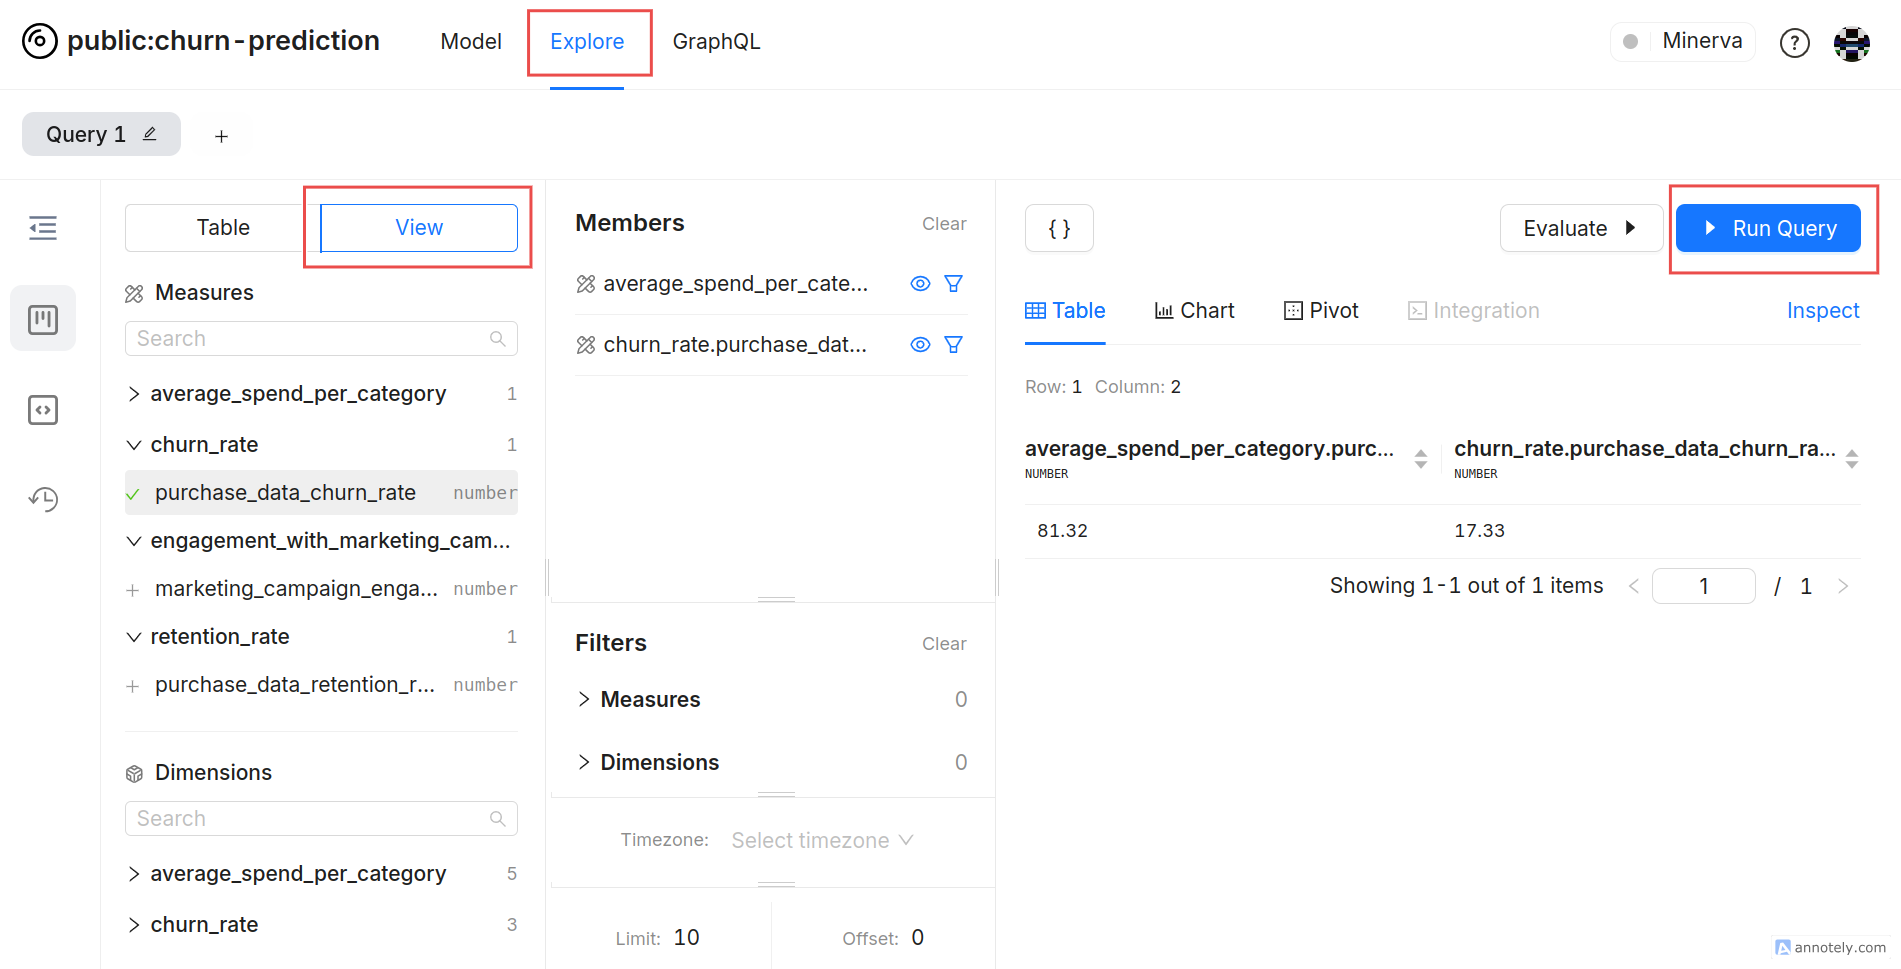 public:churn-prediction
Model
Explore
GraphQL
Minerva
?
Query 1
+
Table
View
Measures
Search
average_spend_per_category 1
churn_rate 1
purchase_data_churn_rate number
engagement_with_marketing_cam...
+ marketing_campaign_enga... number
retention_rate 1
+ purchase_data_retention_r... number
Dimensions
Search
average_spend_per_category 5
churn_rate 3
Members Clear
average_spend_per_cate...
churn_rate.purchase_dat...
Filters Clear
Measures 0
Dimensions 0
Timezone: Select timezone
Limit: 10 Offset: 0
{ }
Evaluate
Run Query
Table
Chart
Pivot
Integration
Inspect
Row: 1 Column: 2
average_spend_per_category.purc... churn_rate.purchase_data_churn_ra...
NUMBER NUMBER
81.32 17.33
Showing 1-1 out of 1 items < 1 / 1 >
annotely.com